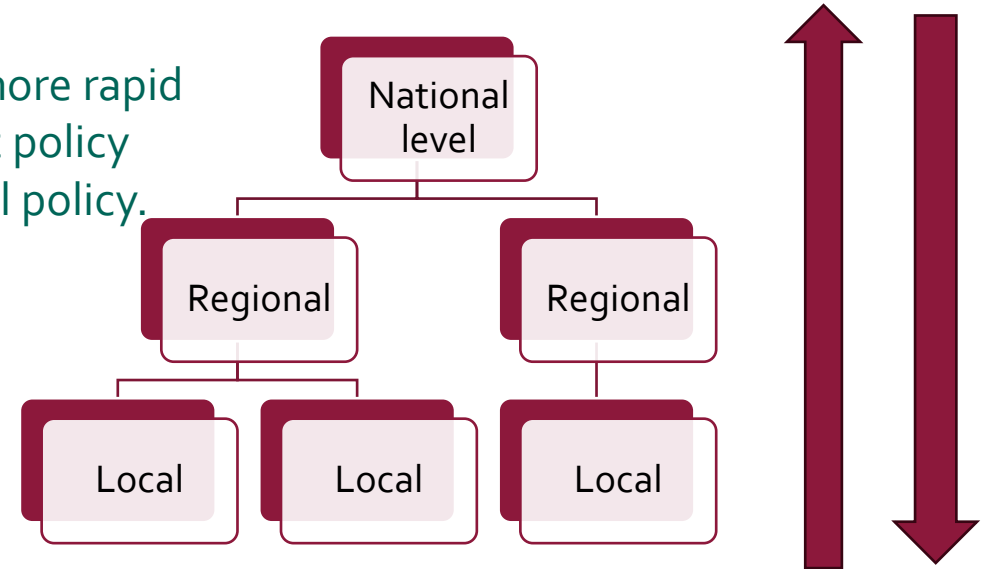 more rapid
policy
l policy.
National
level
Regional
Regional
Local
Local
Local